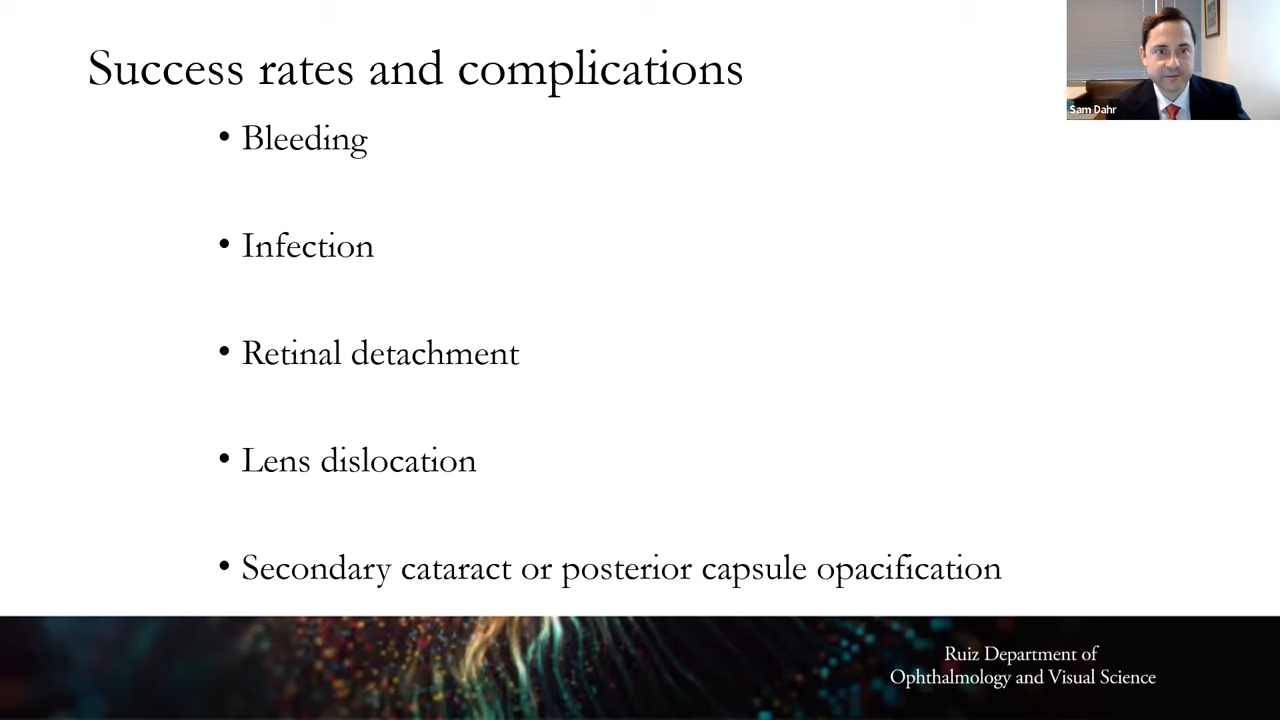 Success rates and complications
Sam Dahr
• Bleeding
• Infection
• Retinal detachment
• Lens dislocation
• Secondary cataract or posterior capsule opacification
Ruiz Department of
Ophthalmology and Visual Science